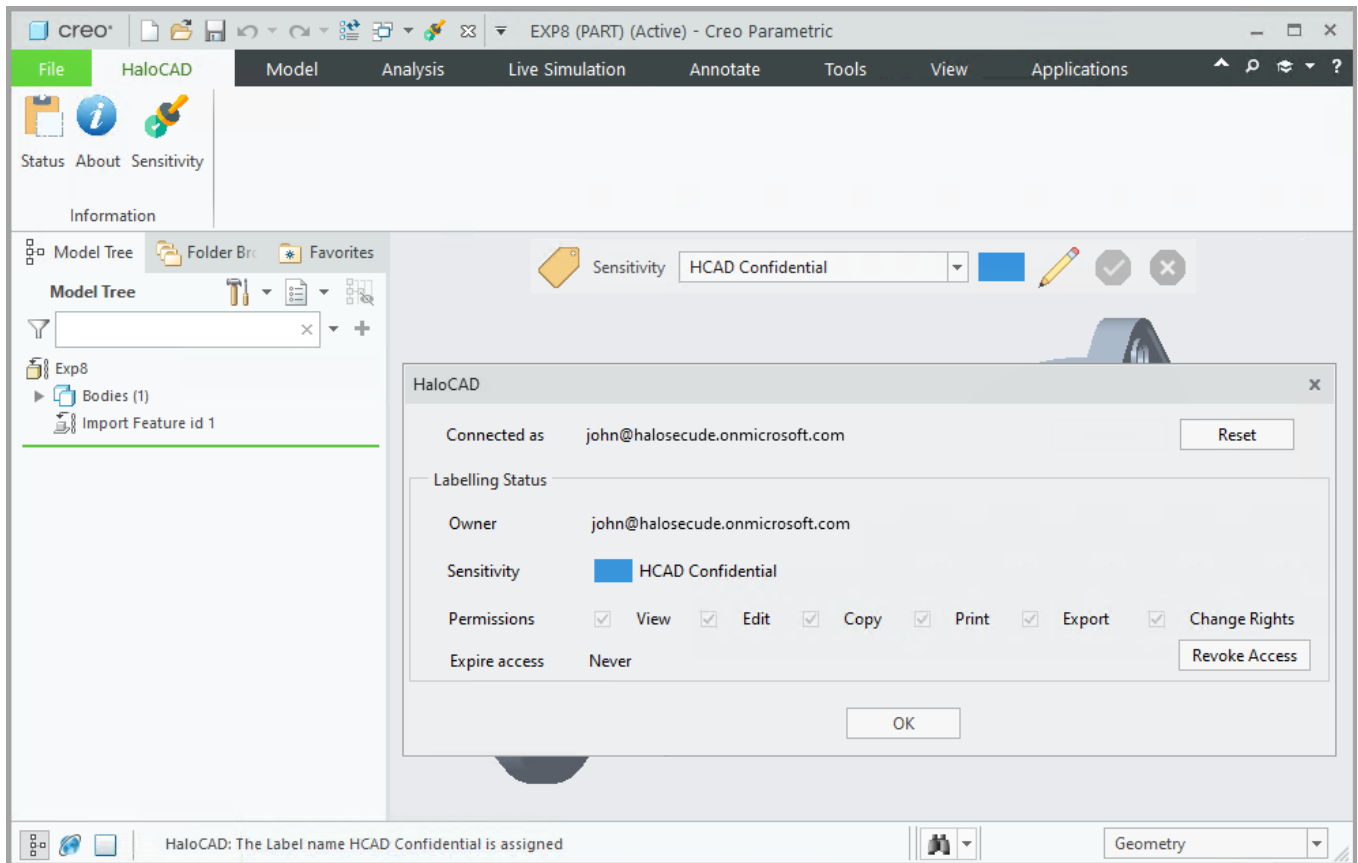 creo® EXP8 (PART) (Active) - Creo Parametric
File HaloCAD Model Analysis Live Simulation Annotate Tools View Applications ?
Status About Sensitivity
Information
Model Tree Folder Br Favorites
Model Tree
Exp8
Bodies (1)
Import Feature id 1
Sensitivity HCAD Confidential
HaloCAD
Connected as john@halosecude.onmicrosoft.com Reset
Labelling Status
Owner john@halosecude.onmicrosoft.com
Sensitivity HCAD Confidential
Permissions View Edit Copy Print Export Change Rights
Expire access Never Revoke Access
OK
HaloCAD: The Label name HCAD Confidential is assigned Geometry